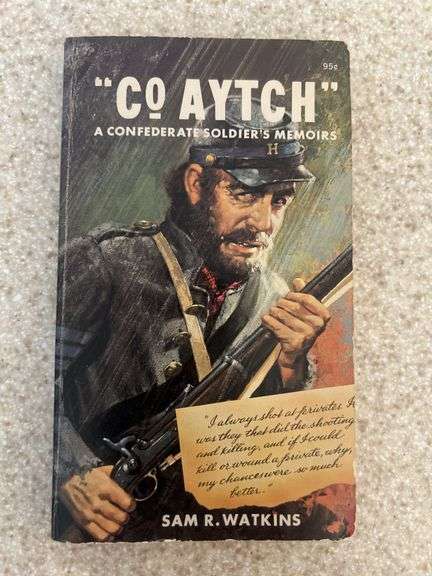 95¢
"Cọ AYTCH"
A CONFEDERATE SOLDIER'S MEMOIRS
H
"I always shot at privates. It
was they that did the shooting
and killing, and if I could
kill or wound a private, why,
my chances were so much
better.."
SAM R. WATKINS